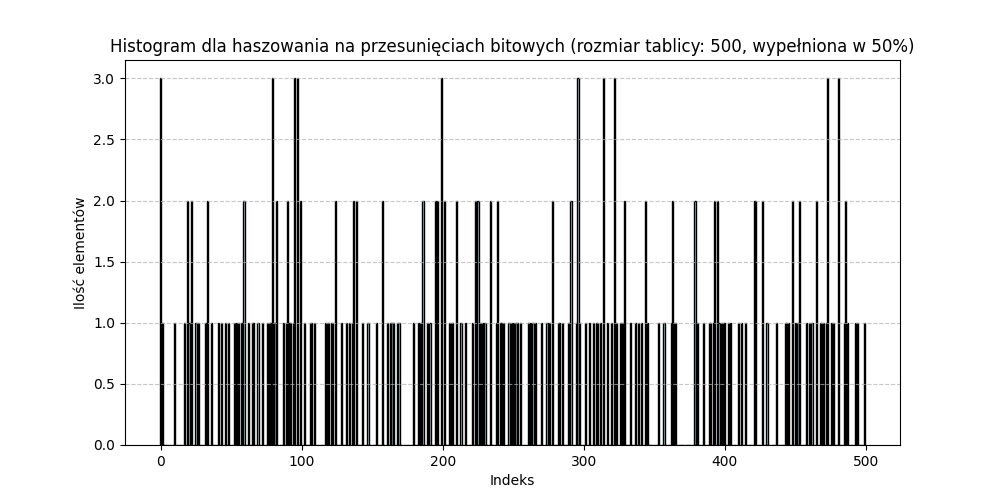 Histogram dla haszowania na przesunięciach bitowych (rozmiar tablicy: 500, wypełniona w 50%)
3.0
2.5
2.0
1.5
1.0
0.5
0.0
Ilość elementów
0 100 200 300 400 500
Indeks